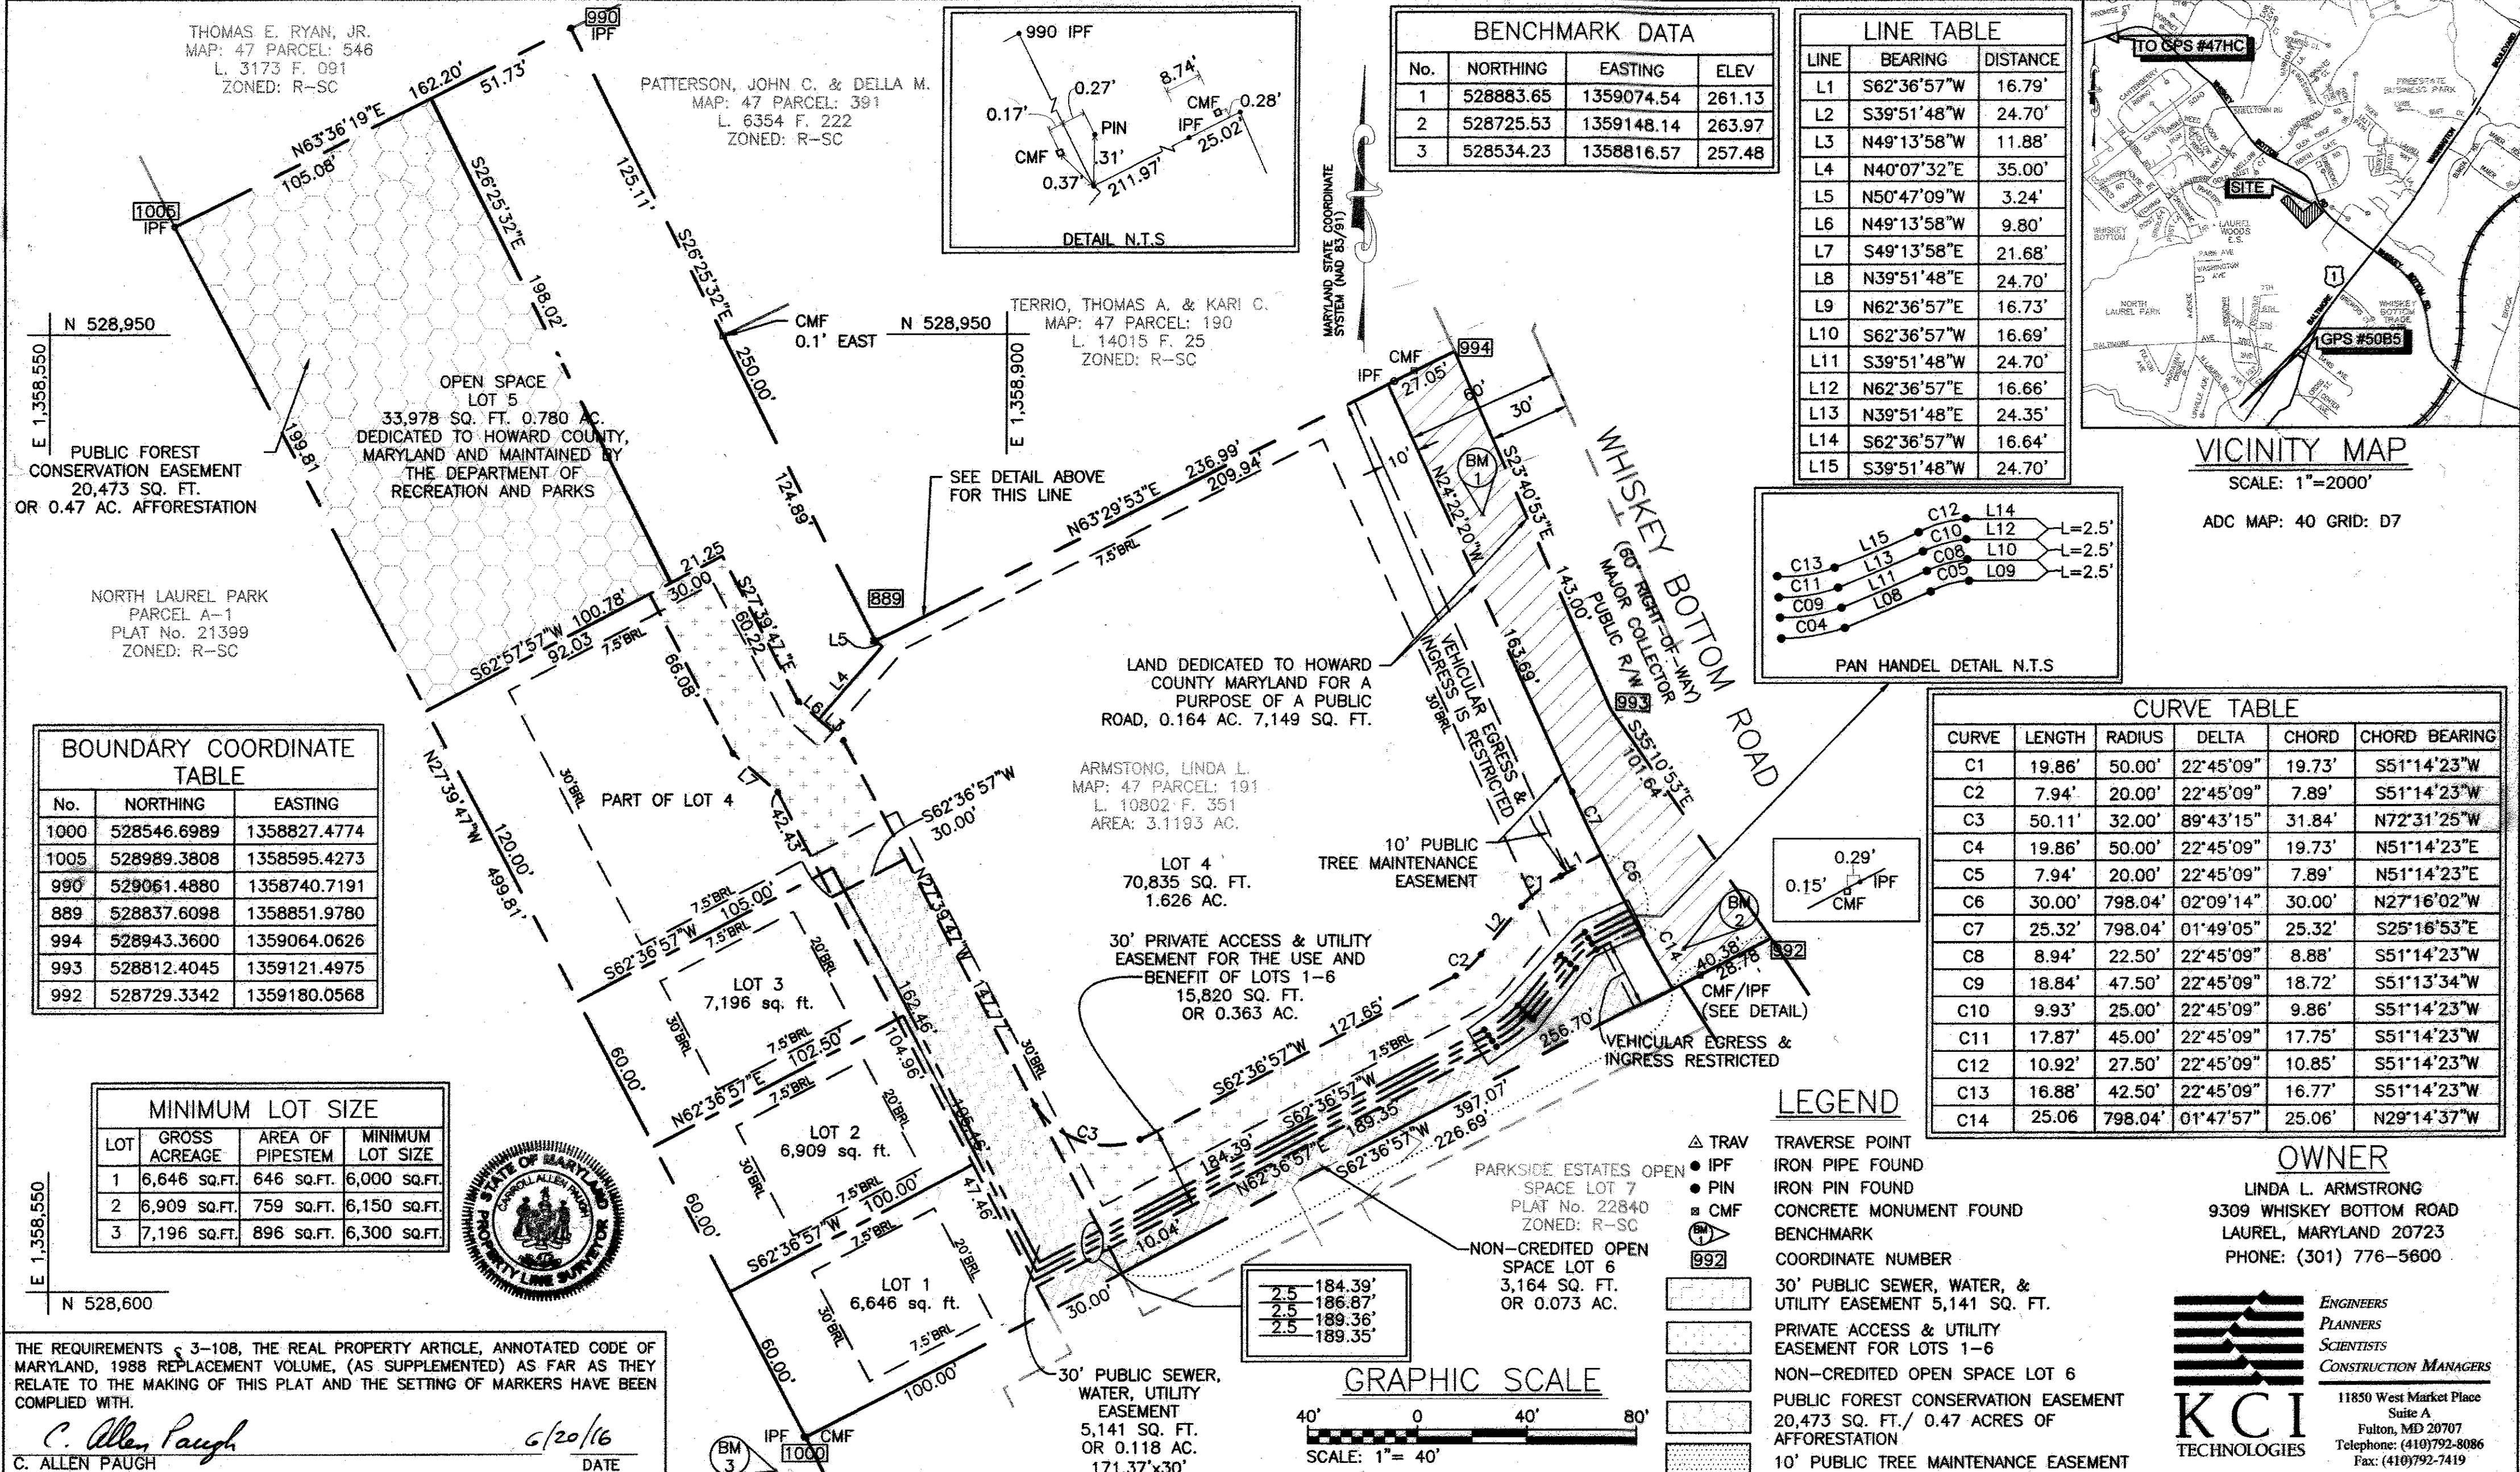 THOMAS E. RYAN, JR.
MAP: 47 PARCEL: 546
L. 3173 F. 091
ZONED: R-SC
990
IPF
162.20'
51.73'
N63°36'19"E
105.08'
1005
IPF
PATTERSON, JOHN C. & DELLA M.
MAP: 47 PARCEL: 391
L. 6354 F. 222
ZONED: R-SC
125.11'
S26°25'32"E
S26°25'32"E
198.02'
250.00'
124.89'
990 IPF
0.27'
0.17'
PIN
CMF
.31'
0.37'
211.97'
IPF
25.02'
CMF
0.28'
8.74'
DETAIL N.T.S
MARYLAND STATE COORDINATE
SYSTEM (NAD 83/91)
BENCHMARK DATA
No. NORTHING EASTING ELEV
1 528883.65 1359074.54 261.13
2 528725.53 1359148.14 263.97
3 528534.23 1358816.57 257.48
LINE TABLE
LINE BEARING DISTANCE
L1 S62°36'57"W 16.79'
L2 S39°51'48"W 24.70'
L3 N49°13'58"W 11.88'
L4 N40°07'32"E 35.00'
L5 N50°47'09"W 3.24'
L6 N49°13'58"W 9.80'
L7 S49°13'58"E 21.68'
L8 N39°51'48"E 24.70'
L9 N62°36'57"E 16.73'
L10 S62°36'57"W 16.69'
L11 S39°51'48"W 24.70'
L12 N62°36'57"E 16.66'
L13 N39°51'48"E 24.35'
L14 S62°36'57"W 16.64'
L15 S39°51'48"W 24.70'
TO GPS #47HC
SITE
GPS #50B5
FREESTATE
BUSINESS PARK
WHISKEY
BOTTOM
LAUREL
WOODS
E.S.
NORTH
LAUREL PARK
1
VICINITY MAP
SCALE: 1"=2000'
ADC MAP: 40 GRID: D7
N 528,950
E 1,358,550
CMF
0.1' EAST
N 528,950
E 1,358,900
TERRIO, THOMAS A. & KARI C.
MAP: 47 PARCEL: 190
L. 14015 F. 25
ZONED: R-SC
OPEN SPACE
LOT 5
33,978 SQ. FT. 0.780 AC.
DEDICATED TO HOWARD COUNTY,
MARYLAND AND MAINTAINED BY
THE DEPARTMENT OF
RECREATION AND PARKS
PUBLIC FOREST
CONSERVATION EASEMENT
20,473 SQ. FT.
OR 0.47 AC. AFFORESTATION
199.81
SEE DETAIL ABOVE
FOR THIS LINE
236.99'
N63°29'53"E
209.94'
7.5'BRL
IPF
CMF
994
27.05'
60'
30'
10'
BM
1
N24°22'20"W
S23°40'53"E
143.00'
163.69'
WHISKEY BOTTOM ROAD
(60' RIGHT-OF-WAY)
MAJOR COLLECTOR
PUBLIC R/W
993
S35°10'53"E
101.64'
C12 L14
L15 C10 L12 L=2.5'
C13 L13 C08 L10 L=2.5'
C11 L11 C05 L09 L=2.5'
C09 L08
C04
PAN HANDEL DETAIL N.T.S
NORTH LAUREL PARK
PARCEL A-1
PLAT No. 21399
ZONED: R-SC
S62°57'57"W 100.78'
92.03 7.5'BRL
21.25
30.00
S27°39'47"E
60.22
66.08'
889
L5
L4
L6
L3
L7
42.43'
LAND DEDICATED TO HOWARD
COUNTY MARYLAND FOR A
PURPOSE OF A PUBLIC
ROAD, 0.164 AC. 7,149 SQ. FT.
VEHICULAR EGRESS &
INGRESS IS RESTRICTED
30'BRL
BOUNDARY COORDINATE
TABLE
No. NORTHING EASTING
1000 528546.6989 1358827.4774
1005 528989.3808 1358595.4273
990 529061.4880 1358740.7191
889 528837.6098 1358851.9780
994 528943.3600 1359064.0626
993 528812.4045 1359121.4975
992 528729.3342 1359180.0568
N27°39'47"W
120.00'
499.81'
30'BRL
PART OF LOT 4
S62°36'57"W
30.00'
ARMSTONG, LINDA L.
MAP: 47 PARCEL: 191
L. 10802 F. 351
AREA: 3.1193 AC.
LOT 4
70,835 SQ. FT.
1.626 AC.
10' PUBLIC
TREE MAINTENANCE
EASEMENT
C7
L1
C1
C6
L2
C2
C14
BM
2
0.29'
0.15'
IPF
CMF
992
40.38'
28.78'
CMF/IPF
(SEE DETAIL)
VEHICULAR EGRESS &
INGRESS RESTRICTED
CURVE TABLE
CURVE LENGTH RADIUS DELTA CHORD CHORD BEARING
C1 19.86' 50.00' 22°45'09" 19.73' S51°14'23"W
C2 7.94' 20.00' 22°45'09" 7.89' S51°14'23"W
C3 50.11' 32.00' 89°43'15" 31.84' N72°31'25"W
C4 19.86' 50.00' 22°45'09" 19.73' N51°14'23"E
C5 7.94' 20.00' 22°45'09" 7.89' N51°14'23"E
C6 30.00' 798.04' 02°09'14" 30.00' N27°16'02"W
C7 25.32' 798.04' 01°49'05" 25.32' S25°16'53"E
C8 8.94' 22.50' 22°45'09" 8.88' S51°14'23"W
C9 18.84' 47.50' 22°45'09" 18.72' S51°13'34"W
C10 9.93' 25.00' 22°45'09" 9.86' S51°14'23"W
C11 17.87' 45.00' 22°45'09" 17.75' S51°14'23"W
C12 10.92' 27.50' 22°45'09" 10.85' S51°14'23"W
C13 16.88' 42.50' 22°45'09" 16.77' S51°14'23"W
C14 25.06 798.04' 01°47'57" 25.06' N29°14'37"W
7.5'BRL
S62°36'57"W 105.00'
7.5'BRL
20'BRL
LOT 3
7,196 sq. ft.
30'BRL
7.5'BRL
N62°36'57"E 102.50'
7.5'BRL
60.00'
162.46'
104.96'
N27°39'47"W
147.77'
30'BRL
30' PRIVATE ACCESS & UTILITY
EASEMENT FOR THE USE AND
BENEFIT OF LOTS 1-6
15,820 SQ. FT.
OR 0.363 AC.
127.65'
S62°36'57"W
7.5'BRL
256.70'
MINIMUM LOT SIZE
LOT GROSS ACREAGE AREA OF PIPESTEM MINIMUM LOT SIZE
1 6,646 SQ.FT. 646 SQ.FT. 6,000 SQ.FT.
2 6,909 SQ.FT. 759 SQ.FT. 6,150 SQ.FT.
3 7,196 SQ.FT. 896 SQ.FT. 6,300 SQ.FT.
STATE OF MARYLAND
CARROLL ALLEN PAUGH
PROPERTY LINE SURVEYOR
LOT 2
6,909 sq. ft.
20'BRL
30'BRL
7.5'BRL
S62°36'57"W 100.00'
7.5'BRL
60.00'
47.46'
C3
184.39'
S62°36'57"W
189.35'
N62°36'57"E
S62°36'57"W
397.07'
226.69'
10.04'
30.00'
LOT 1
6,646 sq. ft.
20'BRL
30'BRL
7.5'BRL
60.00'
100.00'
E 1,358,550
N 528,600
PARKSIDE ESTATES OPEN
SPACE LOT 7
PLAT No. 22840
ZONED: R-SC
NON-CREDITED OPEN
SPACE LOT 6
3,164 SQ. FT.
OR 0.073 AC.
184.39'
2.5 186.87'
2.5 189.36'
2.5 189.35'
30' PUBLIC SEWER,
WATER, UTILITY
EASEMENT
5,141 SQ. FT.
OR 0.118 AC.
171.37'x30'
IPF CMF
1000
BM
3
LEGEND
TRAV TRAVERSE POINT
IPF IRON PIPE FOUND
PIN IRON PIN FOUND
CMF CONCRETE MONUMENT FOUND
BM 1 BENCHMARK
992 COORDINATE NUMBER
30' PUBLIC SEWER, WATER, &
UTILITY EASEMENT 5,141 SQ. FT.
PRIVATE ACCESS & UTILITY
EASEMENT FOR LOTS 1-6
NON-CREDITED OPEN SPACE LOT 6
PUBLIC FOREST CONSERVATION EASEMENT
20,473 SQ. FT./ 0.47 ACRES OF
AFFORESTATION
10' PUBLIC TREE MAINTENANCE EASEMENT
OWNER
LINDA L. ARMSTRONG
9309 WHISKEY BOTTOM ROAD
LAUREL, MARYLAND 20723
PHONE: (301) 776-5600
ENGINEERS
PLANNERS
SCIENTISTS
CONSTRUCTION MANAGERS
KCI
TECHNOLOGIES
11850 West Market Place
Suite A
Fulton, MD 20707
Telephone: (410)792-8086
Fax: (410)792-7419
GRAPHIC SCALE
40' 0 40' 80'
SCALE: 1"= 40'
THE REQUIREMENTS § 3-108, THE REAL PROPERTY ARTICLE, ANNOTATED CODE OF
MARYLAND, 1988 REPLACEMENT VOLUME, (AS SUPPLEMENTED) AS FAR AS THEY
RELATE TO THE MAKING OF THIS PLAT AND THE SETTING OF MARKERS HAVE BEEN
COMPLIED WITH.
C. Allen Paugh 6/20/16
C. ALLEN PAUGH DATE